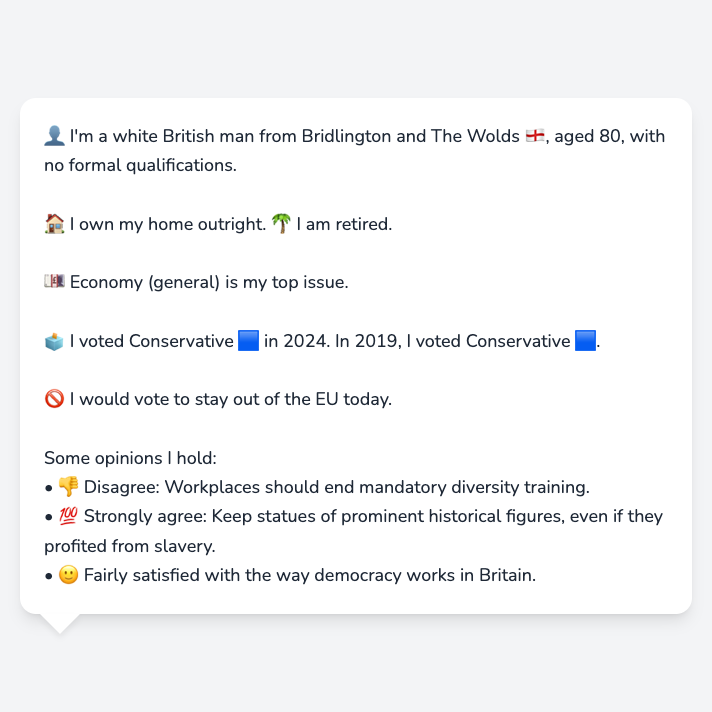 👤 I'm a white British man from Bridlington and The Wolds 🏴󠁧󠁢󠁥󠁮󠁧󠁿, aged 80, with
no formal qualifications.
🏠 I own my home outright. 🌴 I am retired.
💷 Economy (general) is my top issue.
🗳️ I voted Conservative 🟦 in 2024. In 2019, I voted Conservative 🟦.
🚫 I would vote to stay out of the EU today.
Some opinions I hold:
• 👎 Disagree: Workplaces should end mandatory diversity training.
• 💯 Strongly agree: Keep statues of prominent historical figures, even if they
profited from slavery.
• 🙂 Fairly satisfied with the way democracy works in Britain.